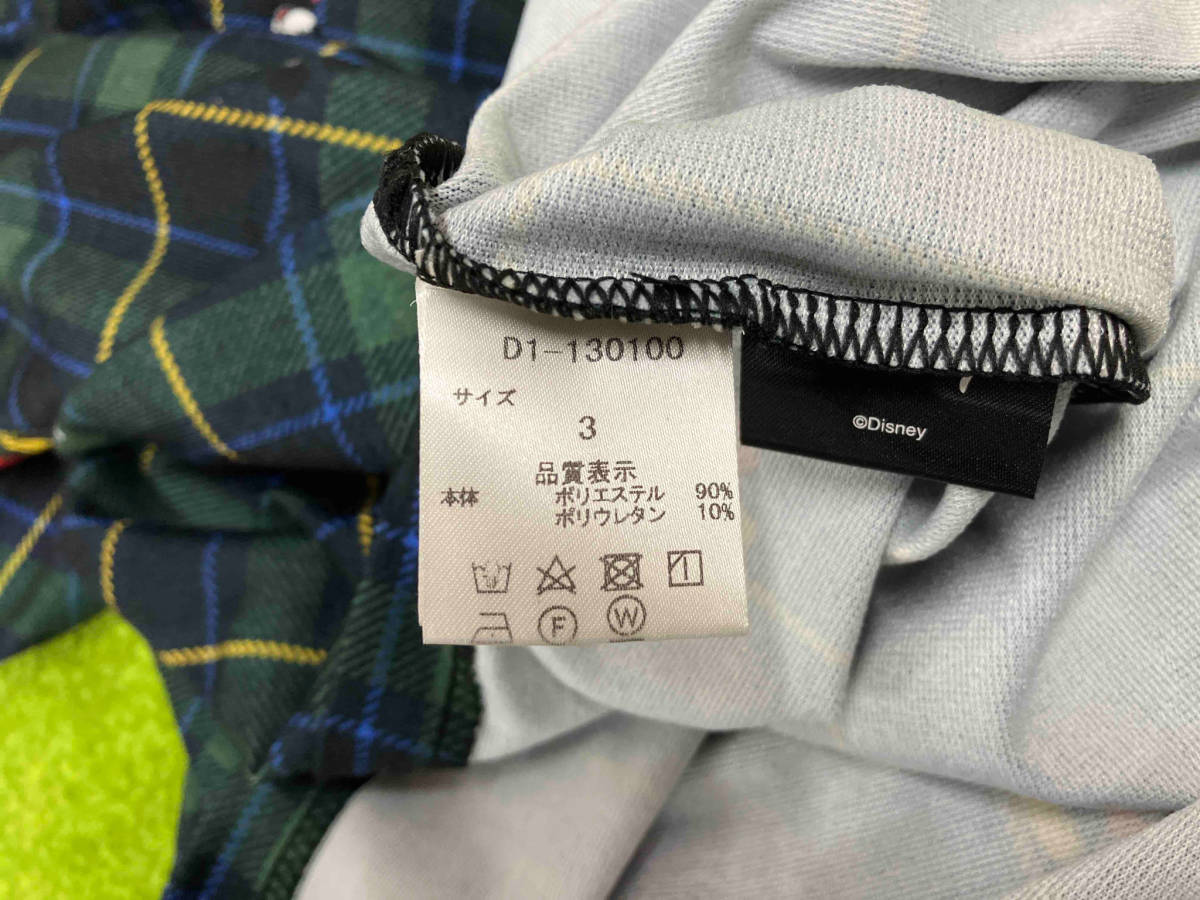 D1-130100
サイズ
3
品質表示
本体 ポリエステル 90%
ポリウレタン 10%
F
W
©Disney